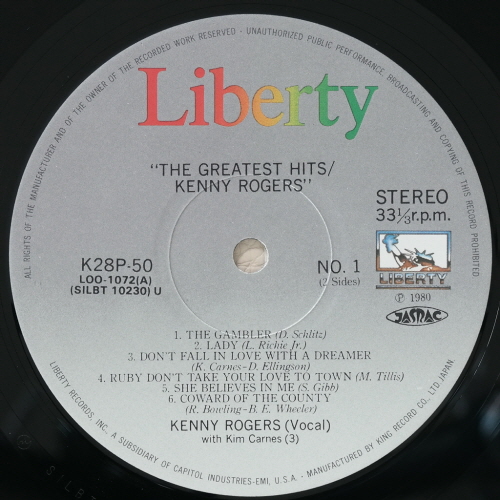 ALL RIGHTS OF THE MANUFACTURER AND OF THE OWNER OF THE RECORDED WORK RESERVED - UNAUTHORIZED PUBLIC PERFORMANCE, BROADCASTING AND COPYING OF THIS RECORD PROHIBITED
Liberty
"THE GREATEST HITS/
KENNY ROGERS"
STEREO
33⅓r.p.m.
K28P-50
LOO-1072(A)
(SILBT 10230) U
NO. 1
(2 Sides)
LIBERTY
℗ 1980
JASRAC
1. THE GAMBLER (D. Schlitz)
2. LADY (L. Richie Jr.)
3. DON'T FALL IN LOVE WITH A DREAMER
(K. Carnes-D. Ellingson)
4. RUBY DON'T TAKE YOUR LOVE TO TOWN (M. Tillis)
5. SHE BELIEVES IN ME (S. Gibb)
6. COWARD OF THE COUNTY
(R. Bowling-B. E. Wheeler)
KENNY ROGERS (Vocal)
with Kim Carnes (3)
LIBERTY RECORDS, INC. A SUBSIDIARY OF CAPITOL INDUSTRIES-EMI, U.S.A. - MANUFACTURED BY KING RECORD CO. LTD JAPAN